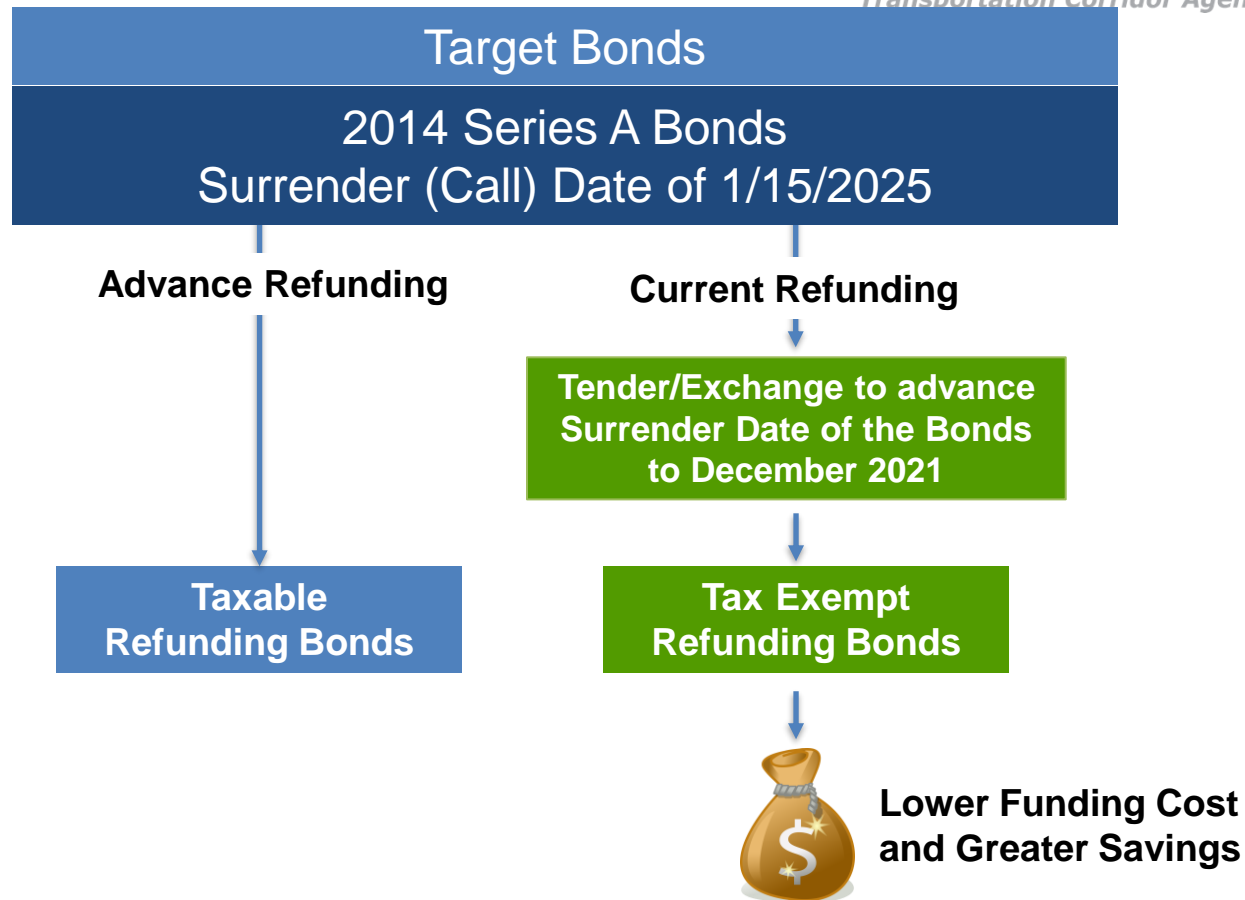 Target Bonds
2014 Series A Bonds
Surrender (Call) Date of 1/15/2025
Advance Refunding
Current Refunding
Tender/Exchange to advance
Surrender Date of the Bonds
to December 2021
Taxable
Refunding Bonds
Tax Exempt
Refunding Bonds
$
Lower Funding Cost
and Greater Savings